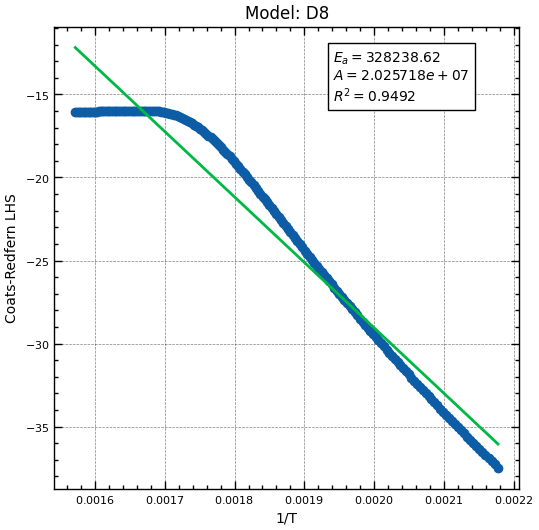 Model: D8
E_a = 328238.62
A = 2.025718e + 07
R² = 0.9492
Coats-Redfern LHS
−15
−20
−25
−30
−35
0.0016 0.0017 0.0018 0.0019 0.0020 0.0021 0.0022
1/T